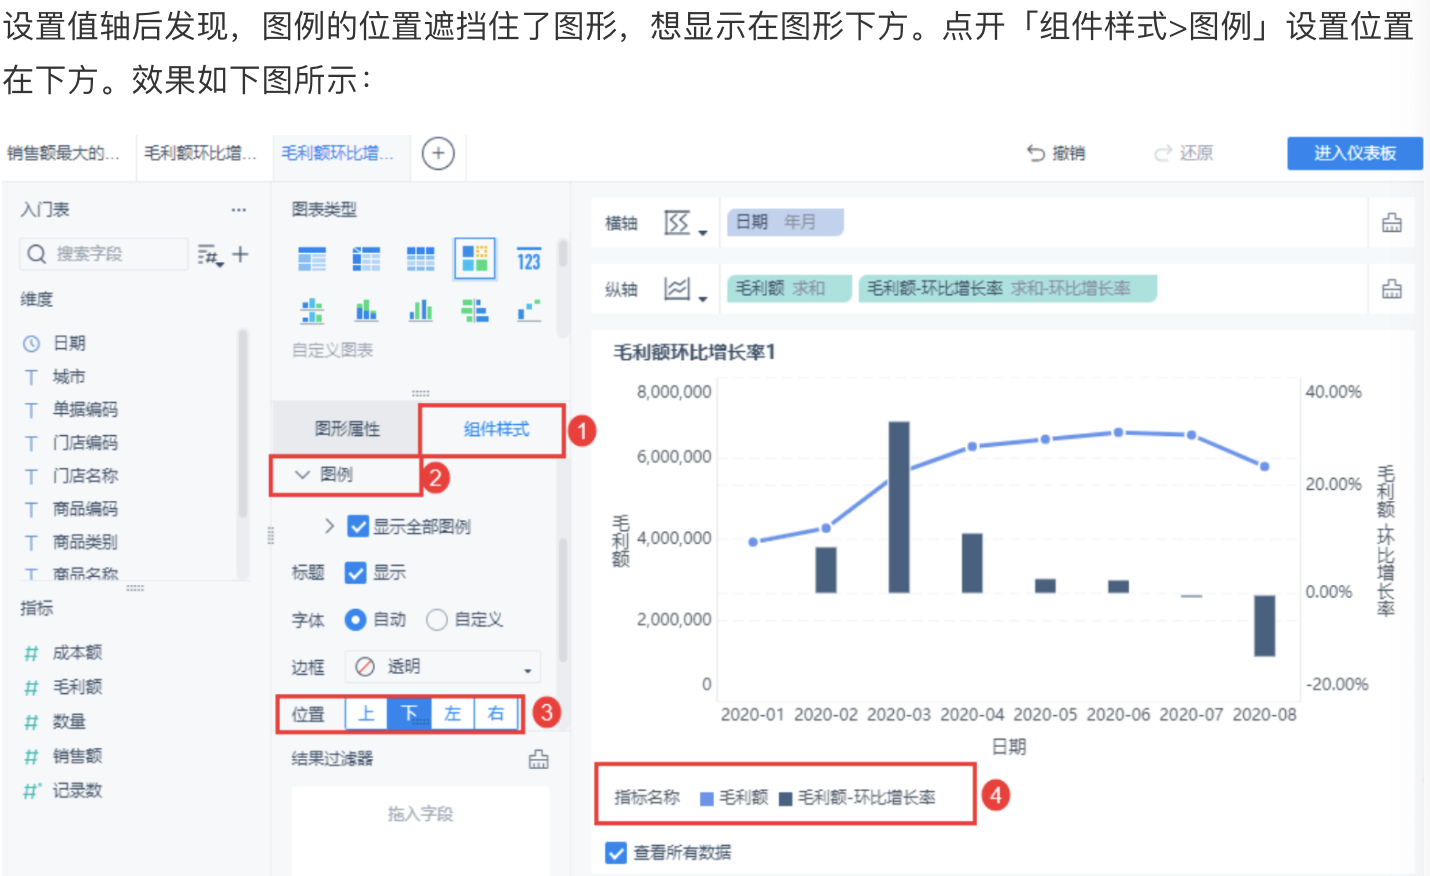 设置值轴后发现，图例的位置遮挡住了图形，想显示在图形下方。点开「组件样式>图例」设置位置
在下方。效果如下图所示：
销售额最大的... 毛利额环比增... 毛利额环比增... 撤销 还原 进入仪表板
入门表 ...
搜索字段
维度
日期
城市
单据编码
门店编码
门店名称
商品编码
商品类别
商品名称
指标
成本额
毛利额
数量
销售额
记录数
图表类型
123
自定义图表
图形属性 组件样式 1
图例 2
显示全部图例
标题 显示
字体 自动 自定义
边框 透明
位置 上 下 左 右 3
结果过滤器
拖入字段
横轴 日期 年月
纵轴 毛利额 求和 毛利额-环比增长率 求和-环比增长率
毛利额环比增长率1
毛利额
8,000,000
6,000,000
4,000,000
2,000,000
0
40.00%
20.00%
0.00%
-20.00%
毛利额-环比增长率
2020-01 2020-02 2020-03 2020-04 2020-05 2020-06 2020-07 2020-08
日期
指标名称 毛利额 毛利额-环比增长率 4
查看所有数据